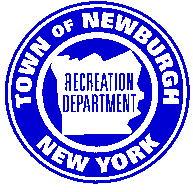 TOWN OF NEWBURGH
RECREATION
DEPARTMENT
NEW YORK